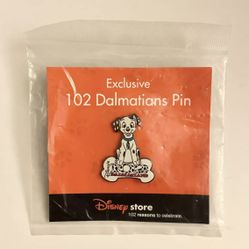 Exclusive
102 Dalmatians Pin
Disney store
102 reasons to celebrate.